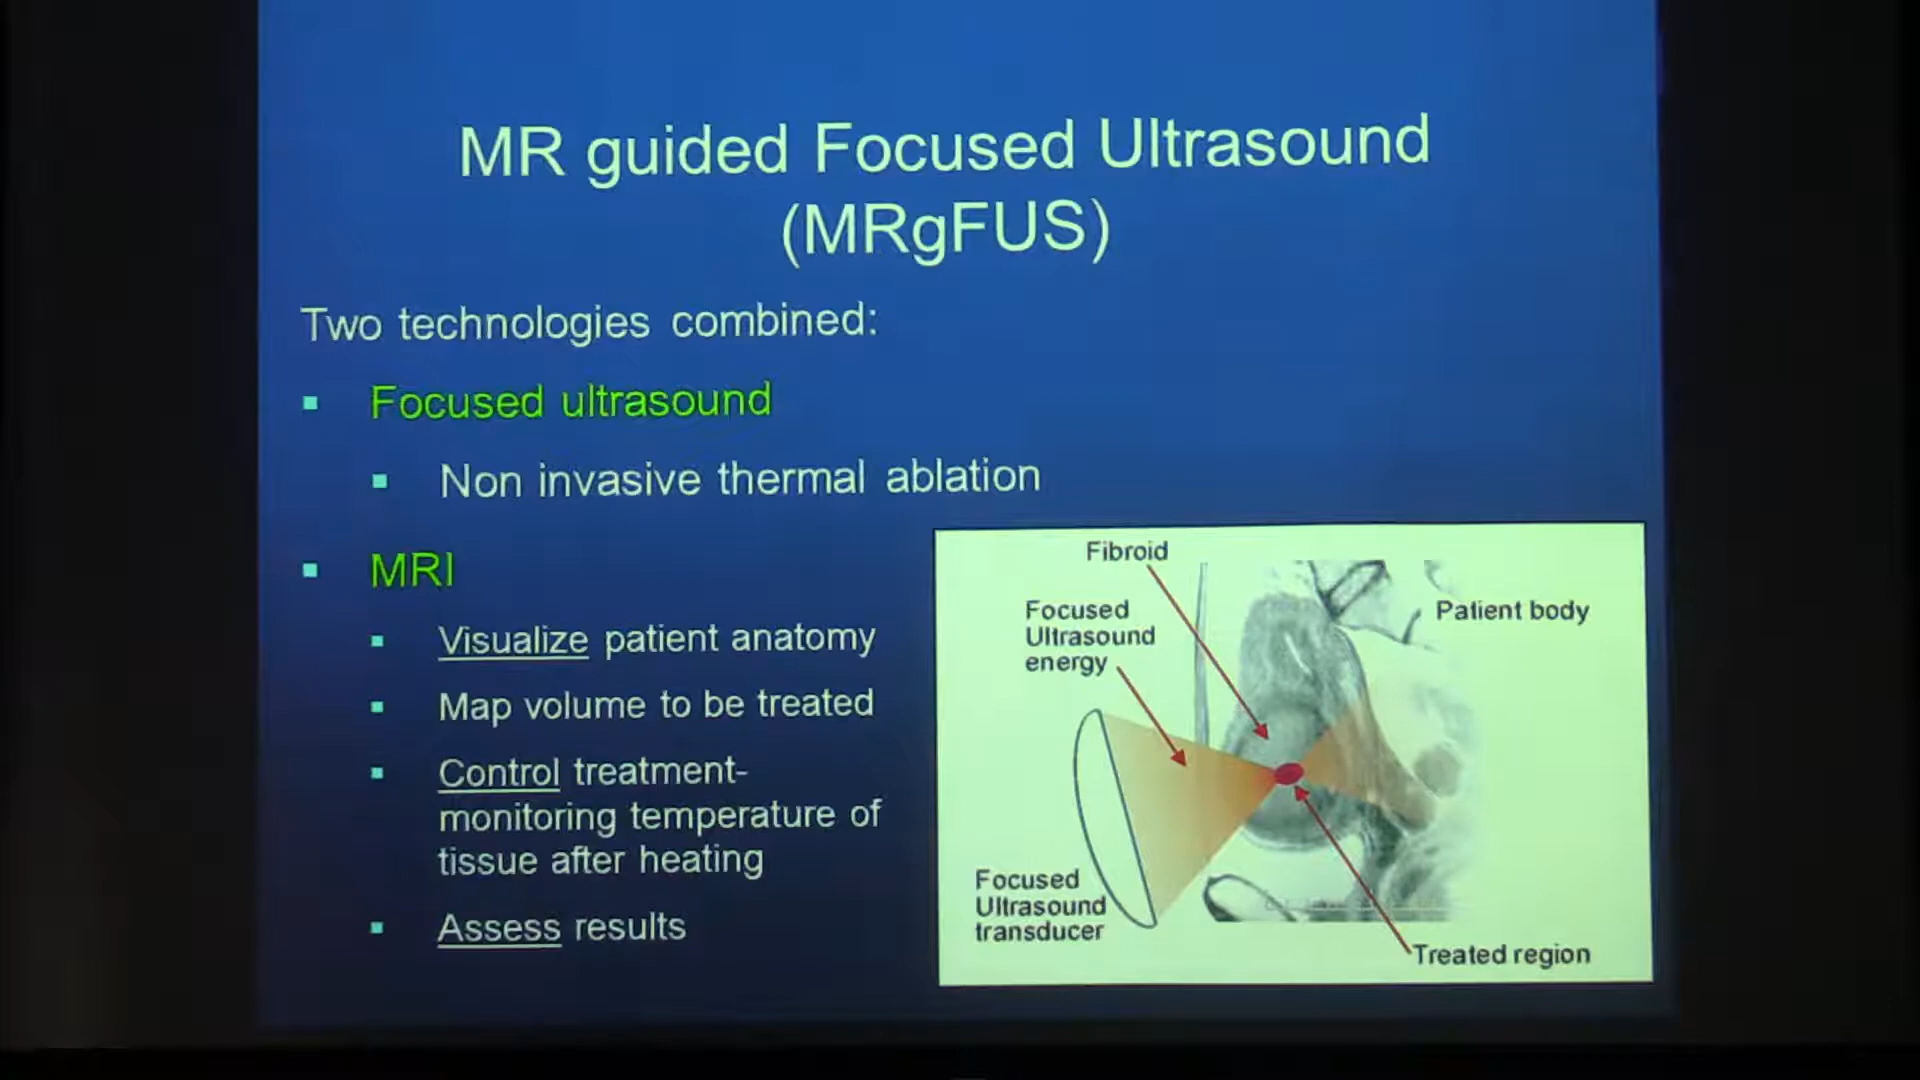 MR guided Focused Ultrasound
(MRgFUS)
Two technologies combined:
Focused ultrasound
Non invasive thermal ablation
MRI
Visualize patient anatomy
Map volume to be treated
Control treatment-
monitoring temperature of
tissue after heating
Assess results
Fibroid
Focused
Ultrasound
energy
Patient body
Focused
Ultrasound
transducer
Treated region